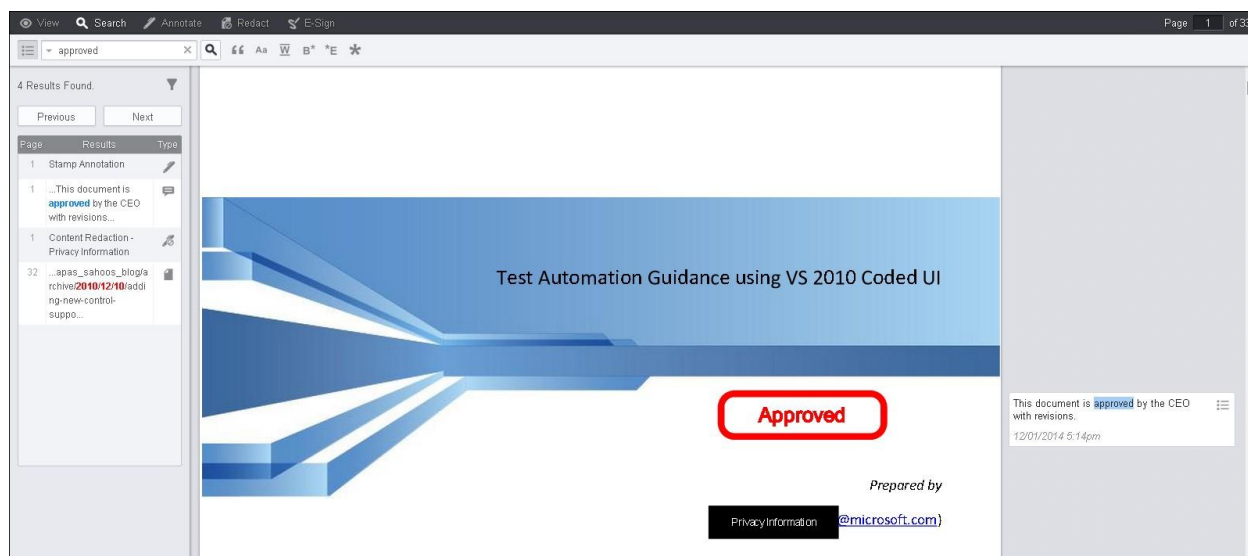 View Search Annotate Redact E-Sign Page 1 of 33
approved Aa W B* *E *
4 Results Found.
Previous Next
Page Results Type
1 Stamp Annotation
1 ...This document is
approved by the CEO
with revisions...
1 Content Redaction -
Privacy Information
32 ...apas_sahoos_blog/a
rchive/2010/12/10/addi
ng-new-control-
suppo...
Test Automation Guidance using VS 2010 Coded UI
Approved
This document is approved by the CEO
with revisions.
12/01/2014 5:14pm
Prepared by
Privacy Information @microsoft.com)